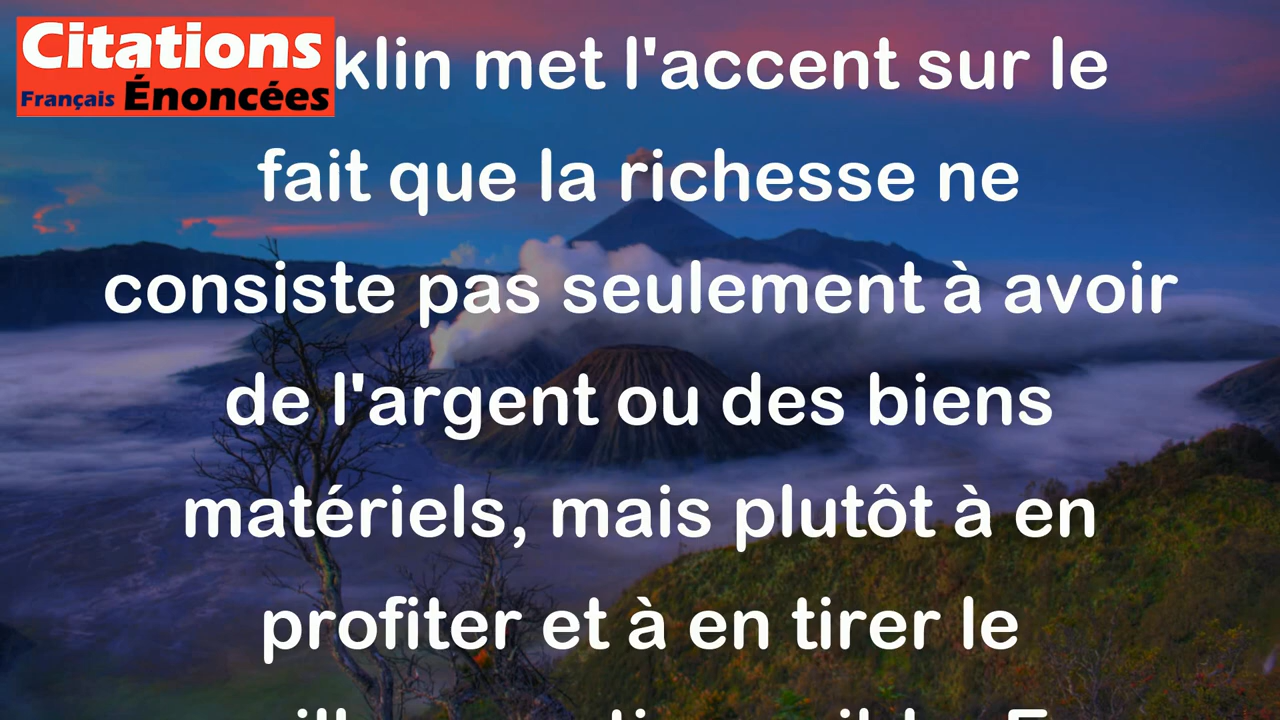 Citations
Français Énoncées
klin met l'accent sur le
fait que la richesse ne
consiste pas seulement à avoir
de l'argent ou des biens
matériels, mais plutôt à en
profiter et à en tirer le